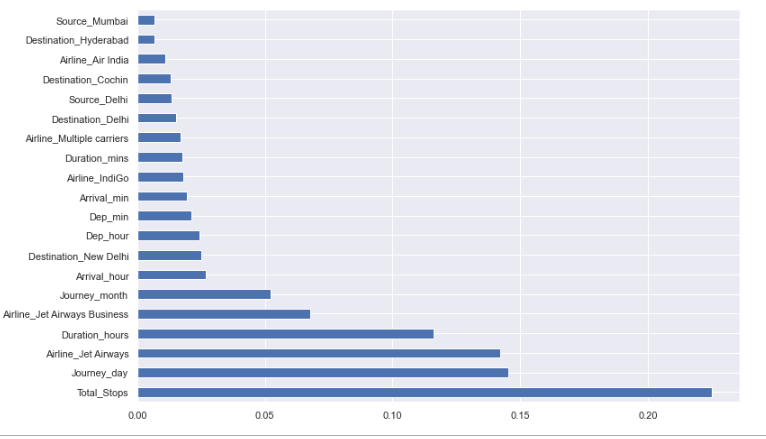 Source_Mumbai
Destination_Hyderabad
Airline_Air India
Destination_Cochin
Source_Delhi
Destination_Delhi
Airline_Multiple carriers
Duration_mins
Airline_IndiGo
Arrival_min
Dep_min
Dep_hour
Destination_New Delhi
Arrival_hour
Journey_month
Airline_Jet Airways Business
Duration_hours
Airline_Jet Airways
Journey_day
Total_Stops
0.00 0.05 0.10 0.15 0.20